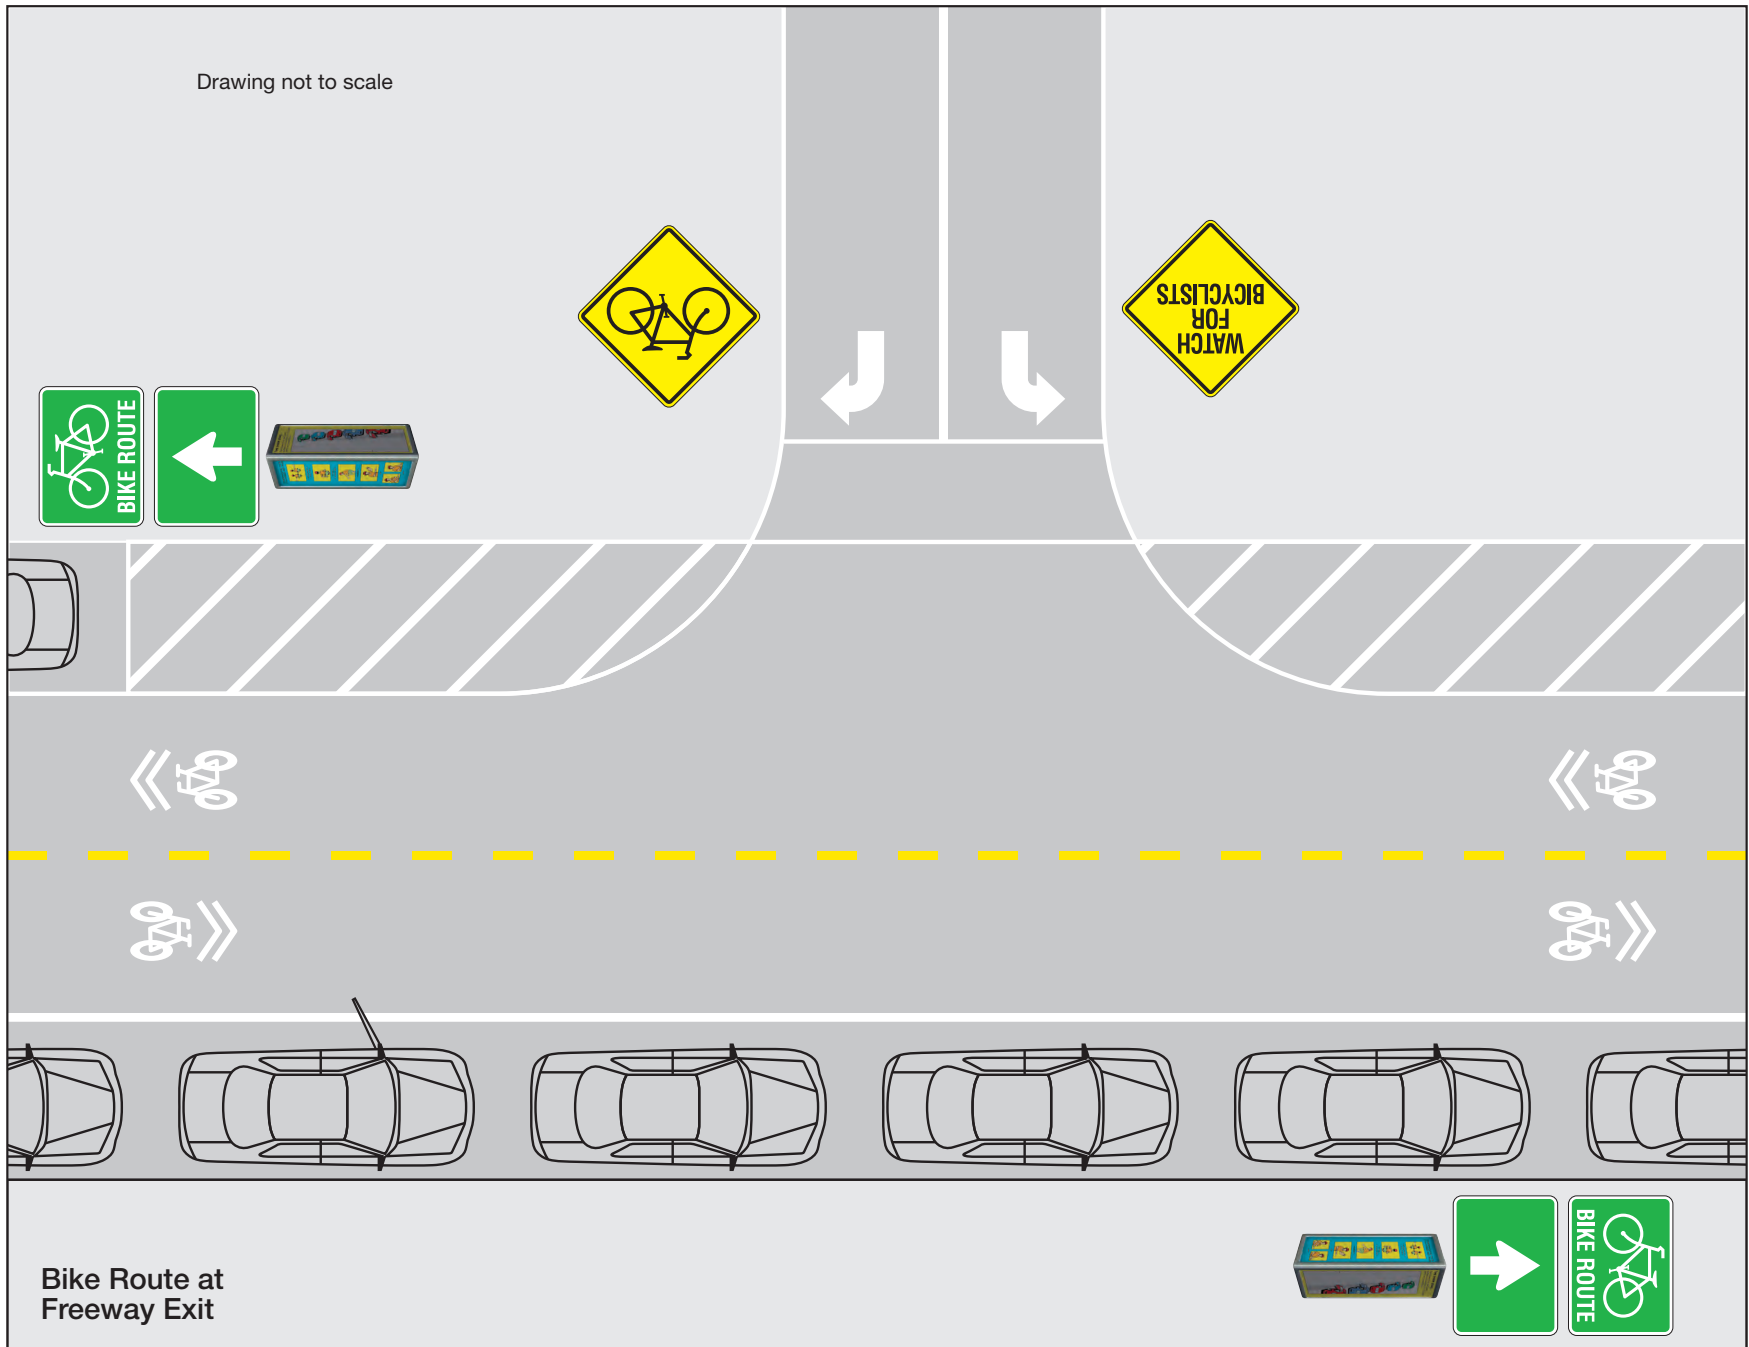 Drawing not to scale
WATCH
FOR
BICYCLISTS
BIKE ROUTE
BIKE ROUTE
Bike Route at
Freeway Exit